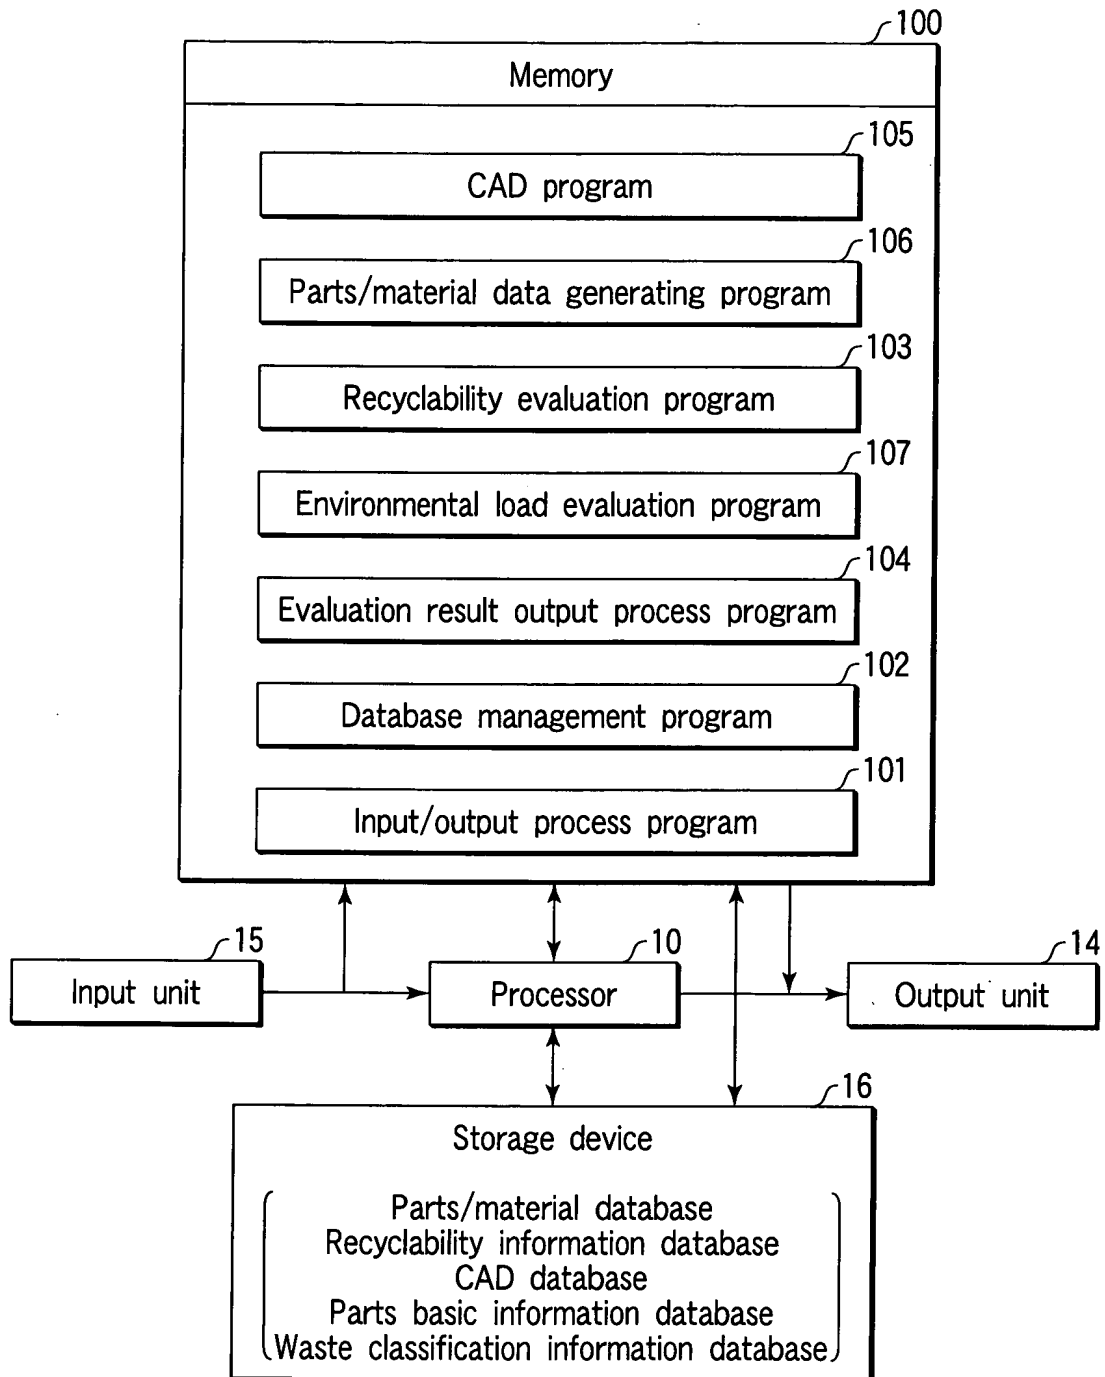 100
Memory
105
CAD program
106
Parts/material data generating program
103
Recyclability evaluation program
107
Environmental load evaluation program
104
Evaluation result output process program
102
Database management program
101
Input/output process program
15
Input unit
10
Processor
14
Output unit
16
Storage device
Parts/material database
Recyclability information database
CAD database
Parts basic information database
Waste classification information database